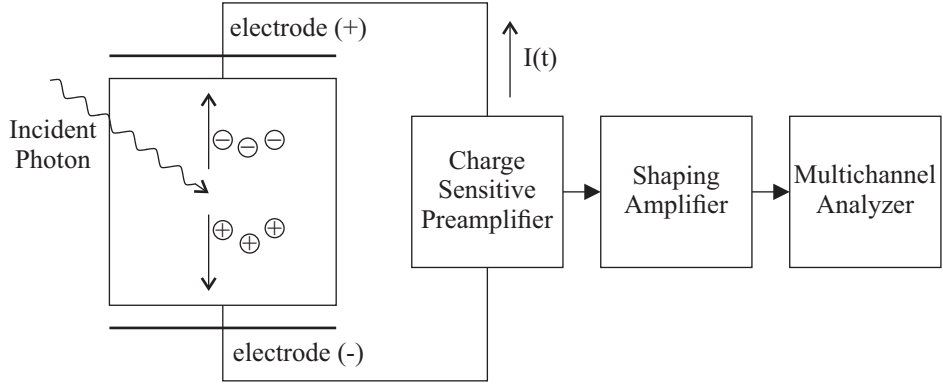 electrode (+)
I(t)
Incident
Photon
Charge
Sensitive
Preamplifier
Shaping
Amplifier
Multichannel
Analyzer
electrode (-)